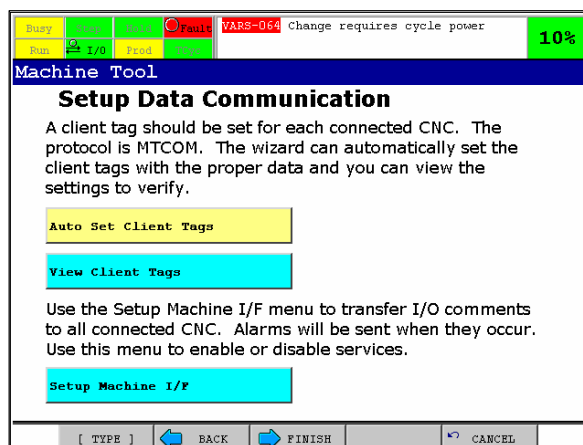 Busy Step Hold Fault VARS-064 Change requires cycle power
10%
Run I/O Prod TCyc
Machine Tool
Setup Data Communication
A client tag should be set for each connected CNC. The
protocol is MTCOM. The wizard can automatically set the
client tags with the proper data and you can view the
settings to verify.
Auto Set Client Tags
View Client Tags
Use the Setup Machine I/F menu to transfer I/O comments
to all connected CNC. Alarms will be sent when they occur.
Use this menu to enable or disable services.
Setup Machine I/F
[ TYPE ] BACK FINISH CANCEL